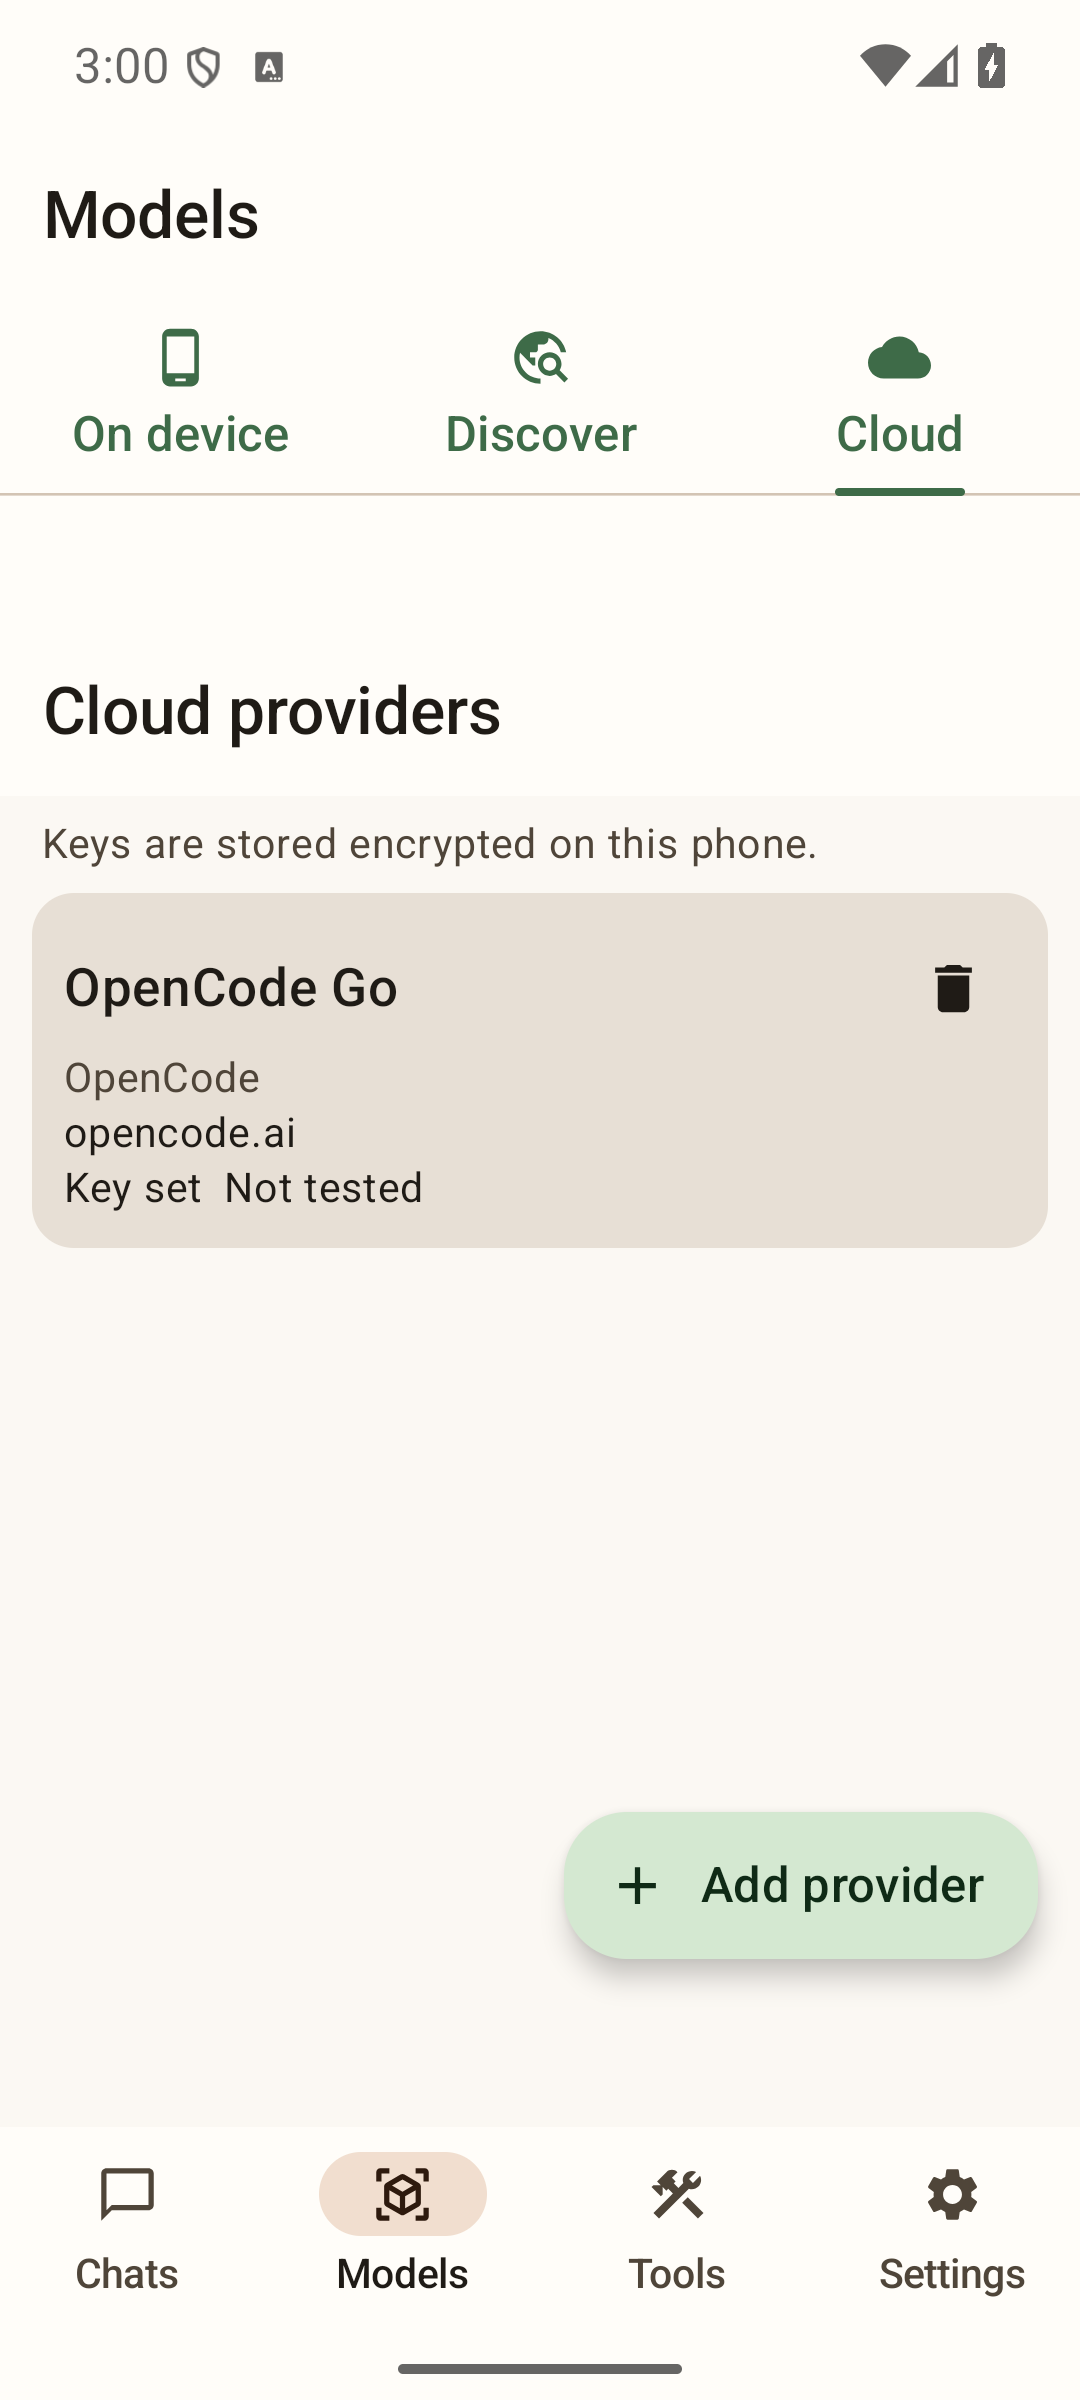 3:00
Models
On device
Discover
Cloud
Cloud providers
Keys are stored encrypted on this phone.
OpenCode Go
OpenCode
opencode.ai
Key set  Not tested
Add provider
Chats
Models
Tools
Settings